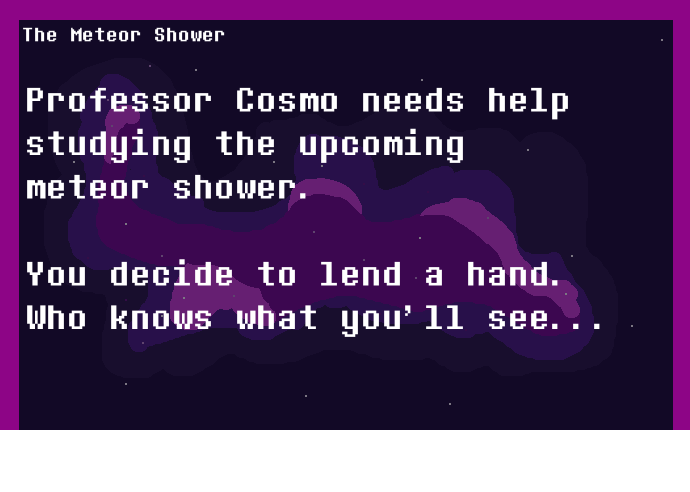 The Meteor Shower
Professor Cosmo needs help
studying the upcoming
meteor shower.
You decide to lend a hand.
Who knows what you'll see...